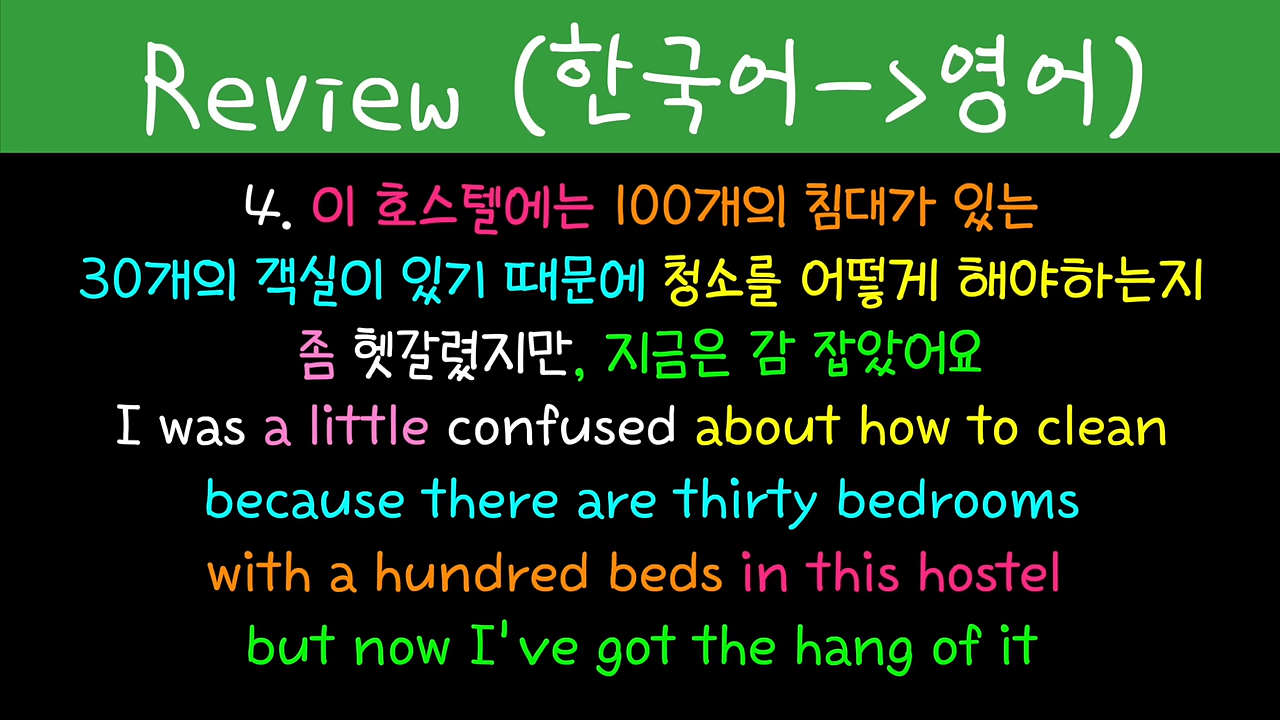 Review (한국어->영어)
4. 이 호스텔에는 100개의 침대가 있는
30개의 객실이 있기 때문에 청소를 어떻게 해야하는지
좀 헷갈렸지만, 지금은 감 잡았어요
I was a little confused about how to clean
because there are thirty bedrooms
with a hundred beds in this hostel
but now I've got the hang of it